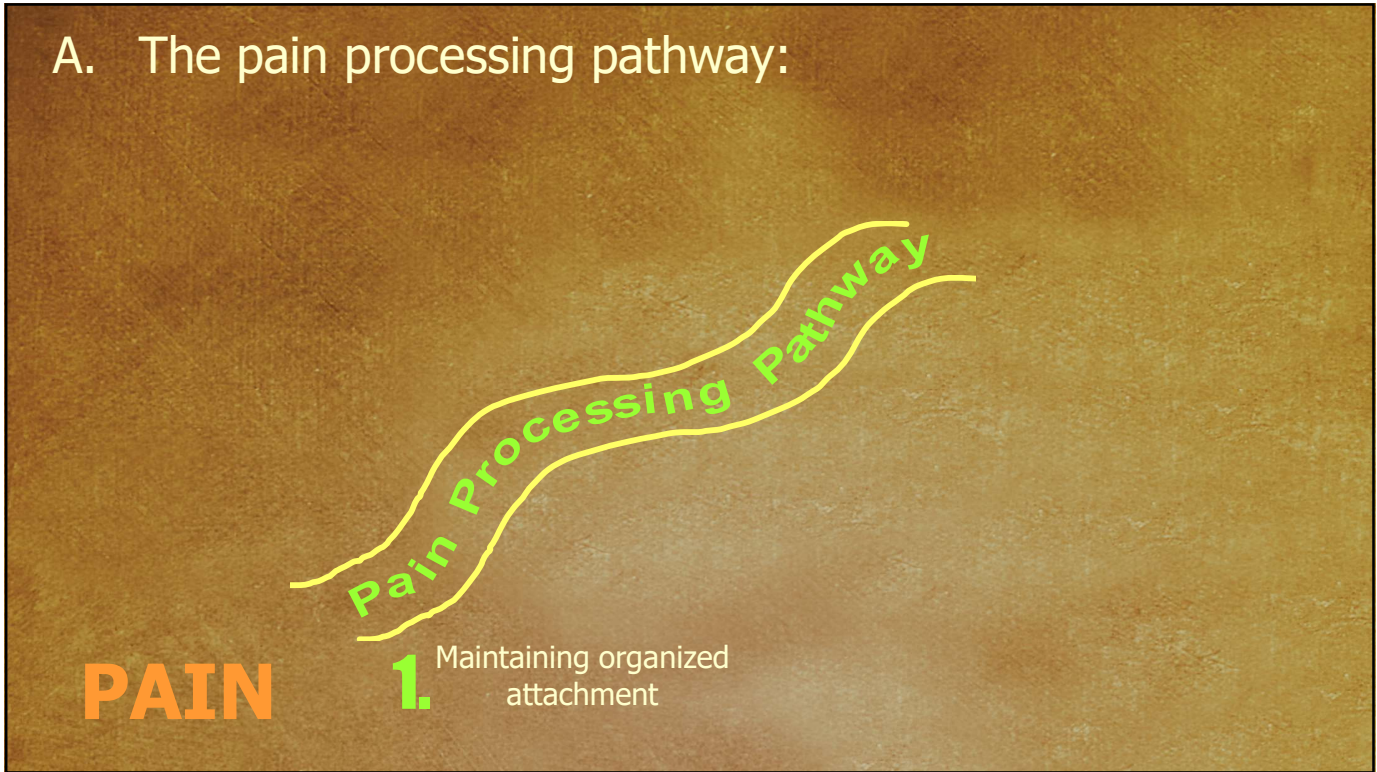 A. The pain processing pathway:
Pain Processing Pathway
PAIN
1. Maintaining organized
attachment